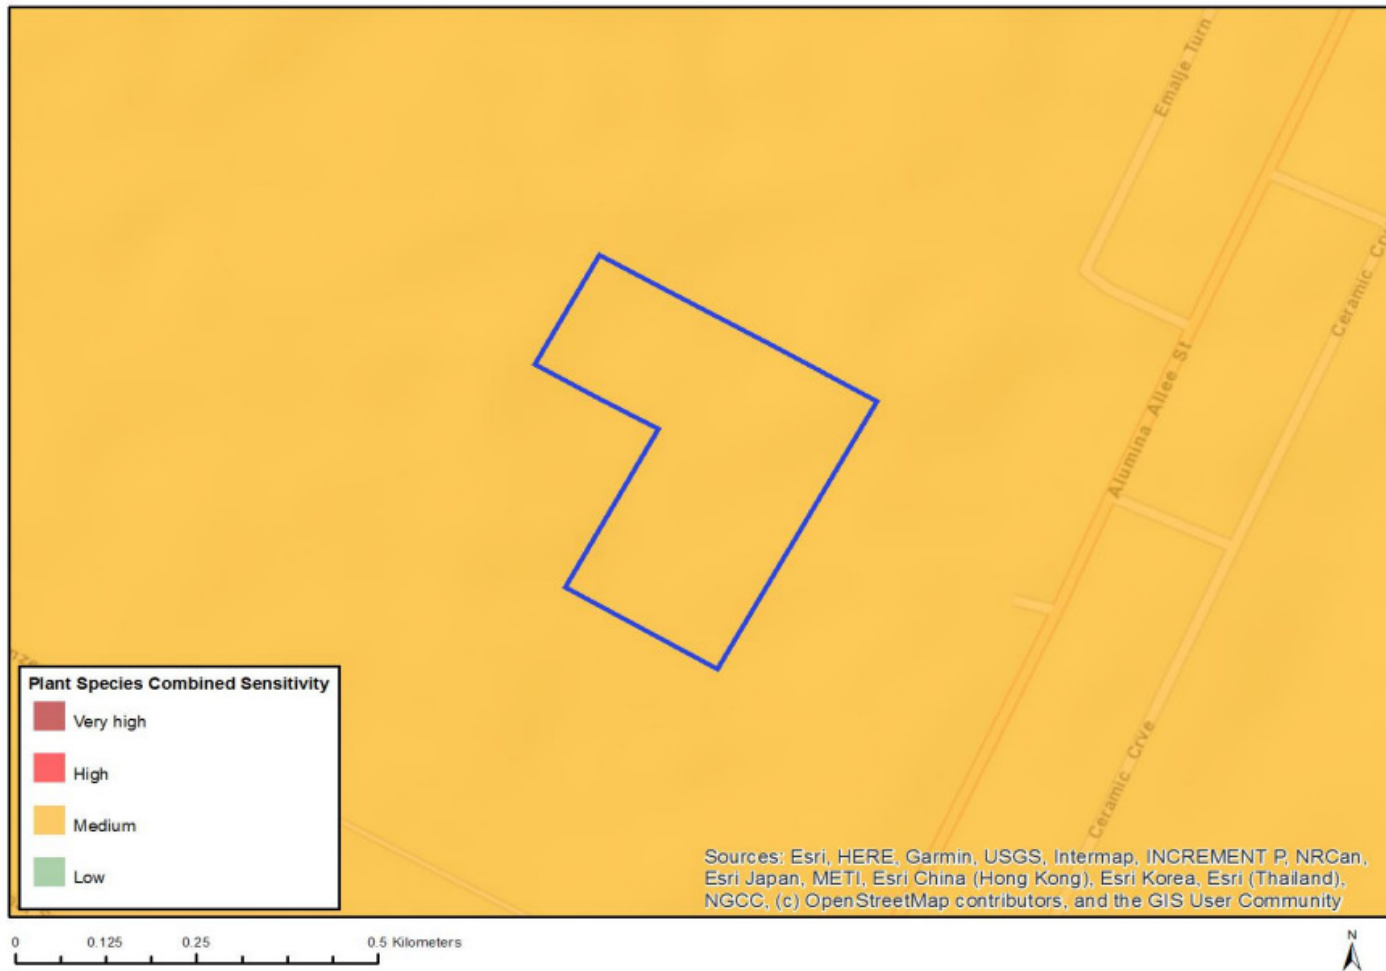 Emalje Turn
Ceramic Crve
Alumina Allee St
Ceramic Crve
Plant Species Combined Sensitivity
Very high
High
Medium
Low
Sources: Esri, HERE, Garmin, USGS, Intermap, INCREMENT P, NRCan,
Esri Japan, METI, Esri China (Hong Kong), Esri Korea, Esri (Thailand),
NGCC, (c) OpenStreetMap contributors, and the GIS User Community
0 0.125 0.25 0.5 Kilometers
N